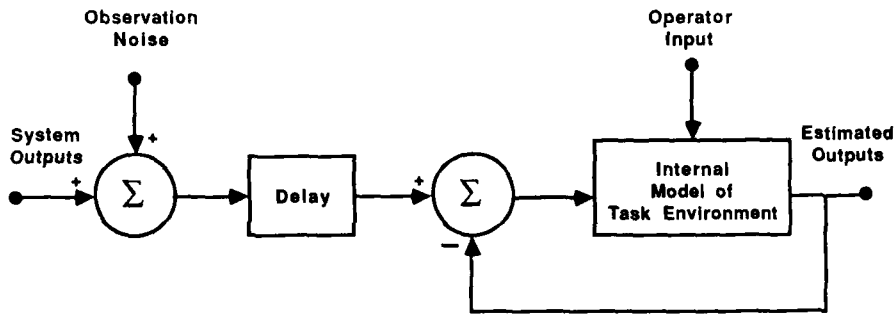 Observation
Noise
Operator
Input
System
Outputs
+
+
Σ
Delay
+
Σ
−
Internal
Model of
Task Environment
Estimated
Outputs